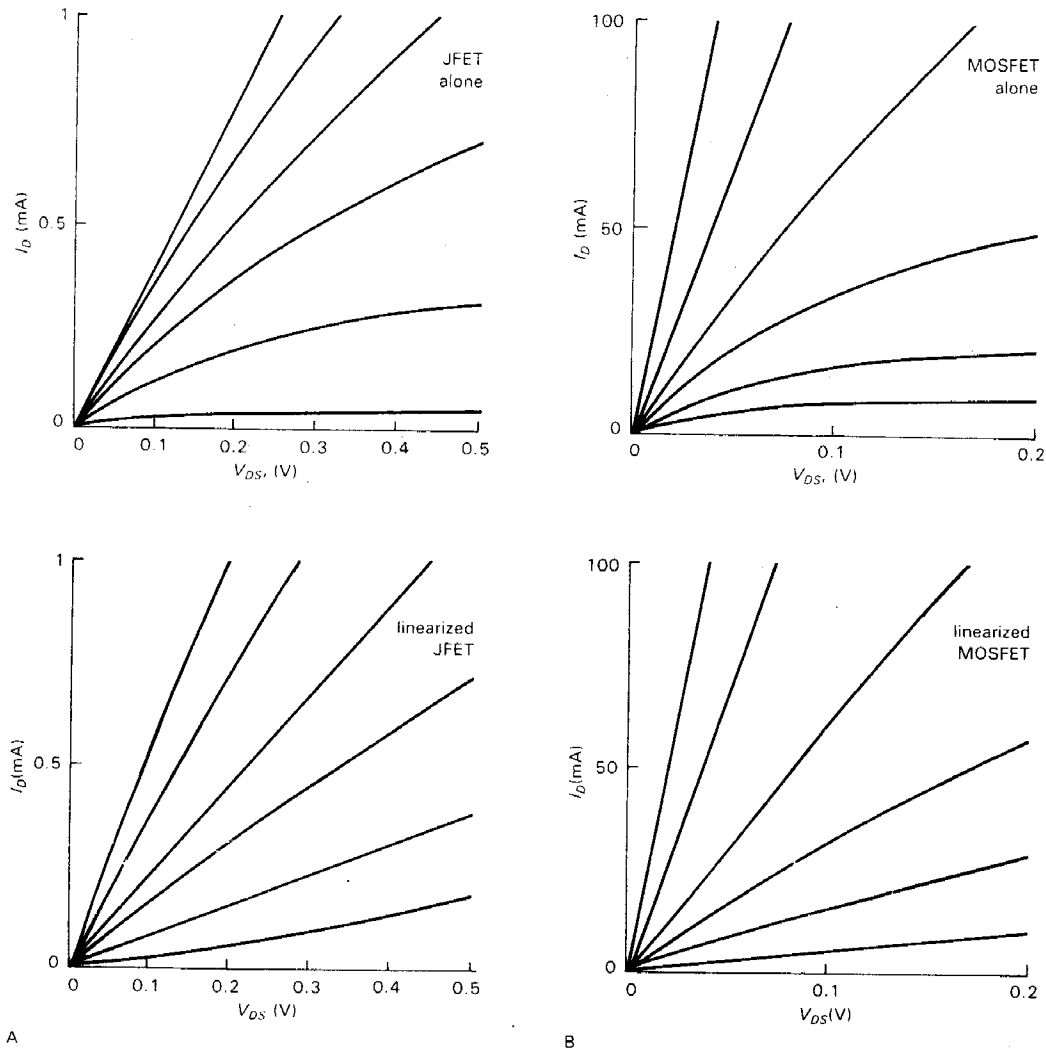 1
JFET
alone
0.5
I_D (mA)
0
0 0.1 0.2 0.3 0.4 0.5
V_DS, (V)
100
MOSFET
alone
50
I_D (mA)
0
0 0.1 0.2
V_DS, (V)
1
linearized
JFET
0.5
I_D(mA)
0
0 0.1 0.2 0.3 0.4 0.5
V_DS (V)
A
100
linearized
MOSFET
50
I_D(mA)
0
0 0.1 0.2
V_DS(V)
B